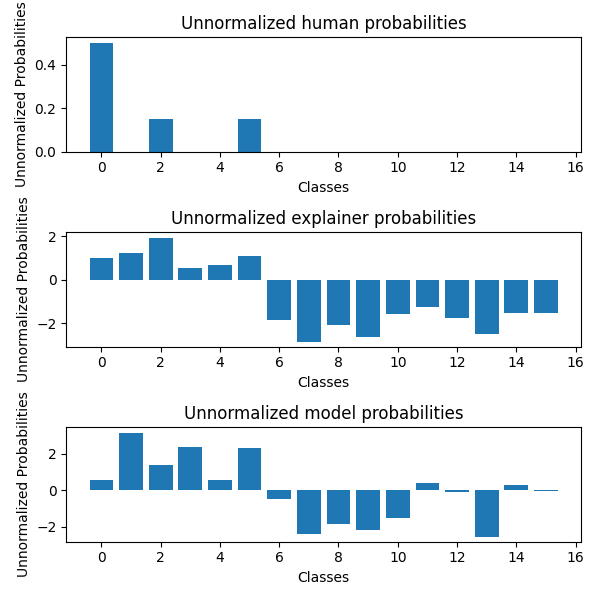 Unnormalized human probabilities
Unnormalized Probabilities
0.4
0.2
0.0
0 2 4 6 8 10 12 14 16
Classes
Unnormalized explainer probabilities
Unnormalized Probabilities
2
0
−2
0 2 4 6 8 10 12 14 16
Classes
Unnormalized model probabilities
Unnormalized Probabilities
2
0
−2
0 2 4 6 8 10 12 14 16
Classes